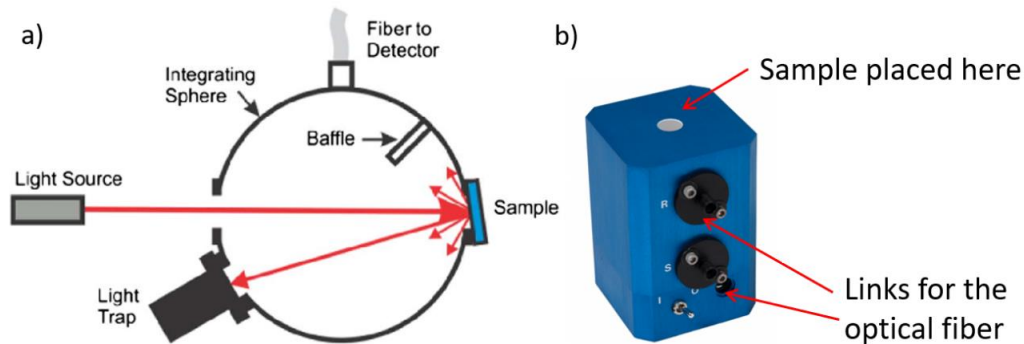 a)
Fiber to
Detector
Integrating
Sphere
Baffle
Light Source
Sample
Light
Trap
b)
Sample placed here
R
S
I
Links for the
optical fiber